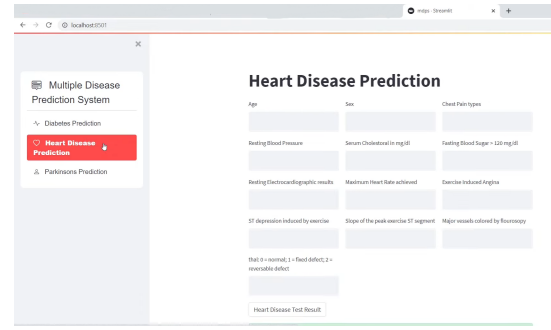 mdps · Streamlit
localhost:8501
Multiple Disease
Prediction System
Diabetes Prediction
Heart Disease
Prediction
Parkinsons Prediction
Heart Disease Prediction
Age
Sex
Chest Pain types
Resting Blood Pressure
Serum Cholestoral in mg/dl
Fasting Blood Sugar > 120 mg/dl
Resting Electrocardiographic results
Maximum Heart Rate achieved
Exercise Induced Angina
ST depression induced by exercise
Slope of the peak exercise ST segment
Major vessels colored by flourosopy
thal: 0 = normal; 1 = fixed defect; 2 =
reversable defect
Heart Disease Test Result